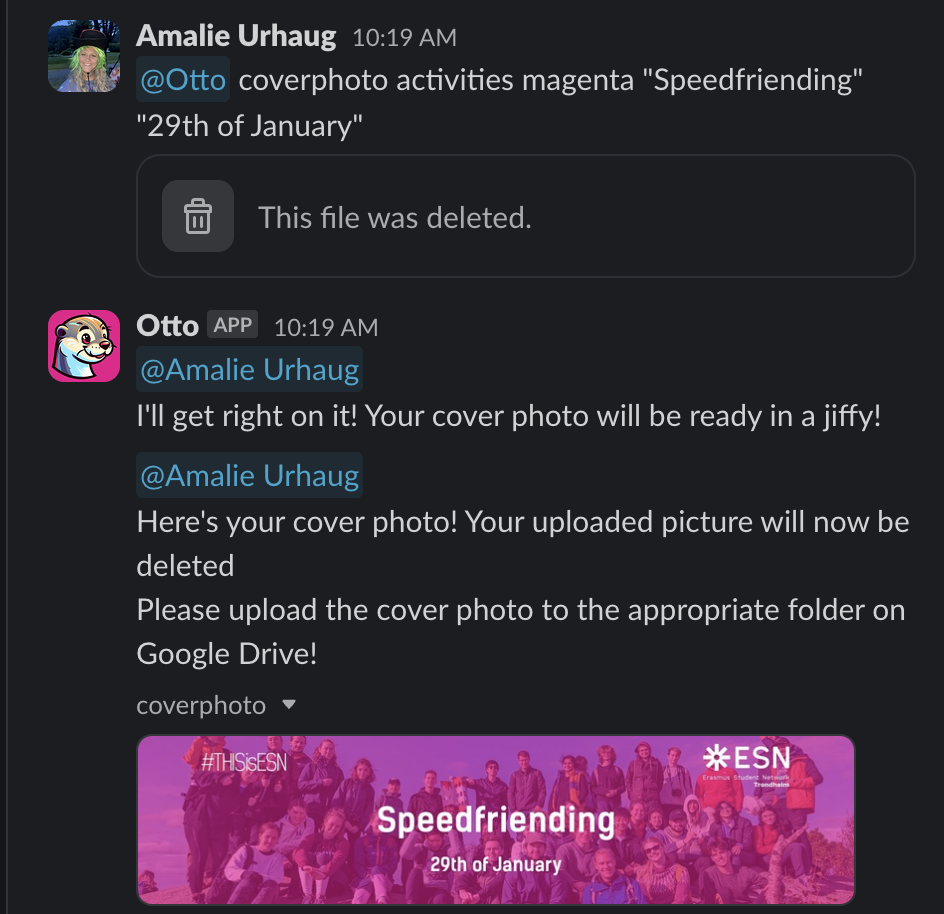 Amalie Urhaug 10:19 AM
@Otto coverphoto activities magenta "Speedfriending"
"29th of January"
This file was deleted.
Otto APP 10:19 AM
@Amalie Urhaug
I'll get right on it! Your cover photo will be ready in a jiffy!
@Amalie Urhaug
Here's your cover photo! Your uploaded picture will now be
deleted
Please upload the cover photo to the appropriate folder on
Google Drive!
coverphoto
#THISisESN
ESN
Erasmus Student Network
Trondheim
Speedfriending
29th of January